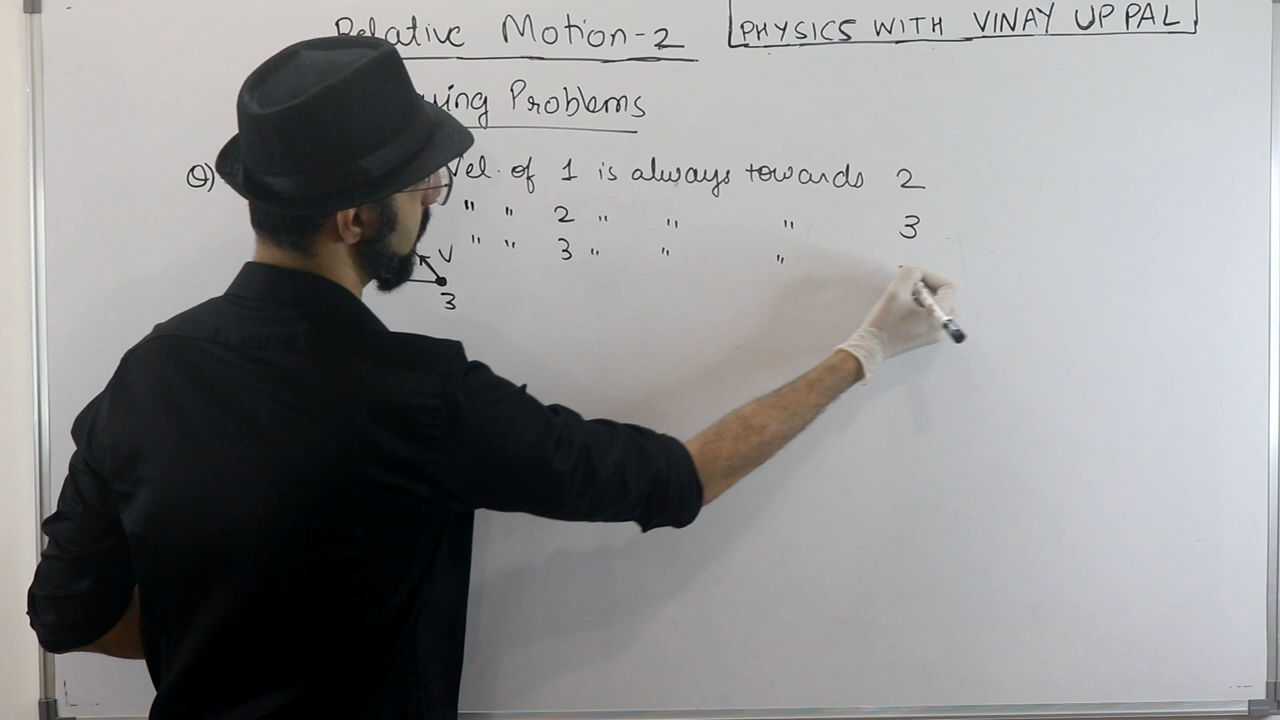 Relative Motion-2
PHYSICS WITH VINAY UPPAL
Problems
Q) Vel. of 1 is always towards 2
" " 2 " " " 3
" " 3 " " "
V
3